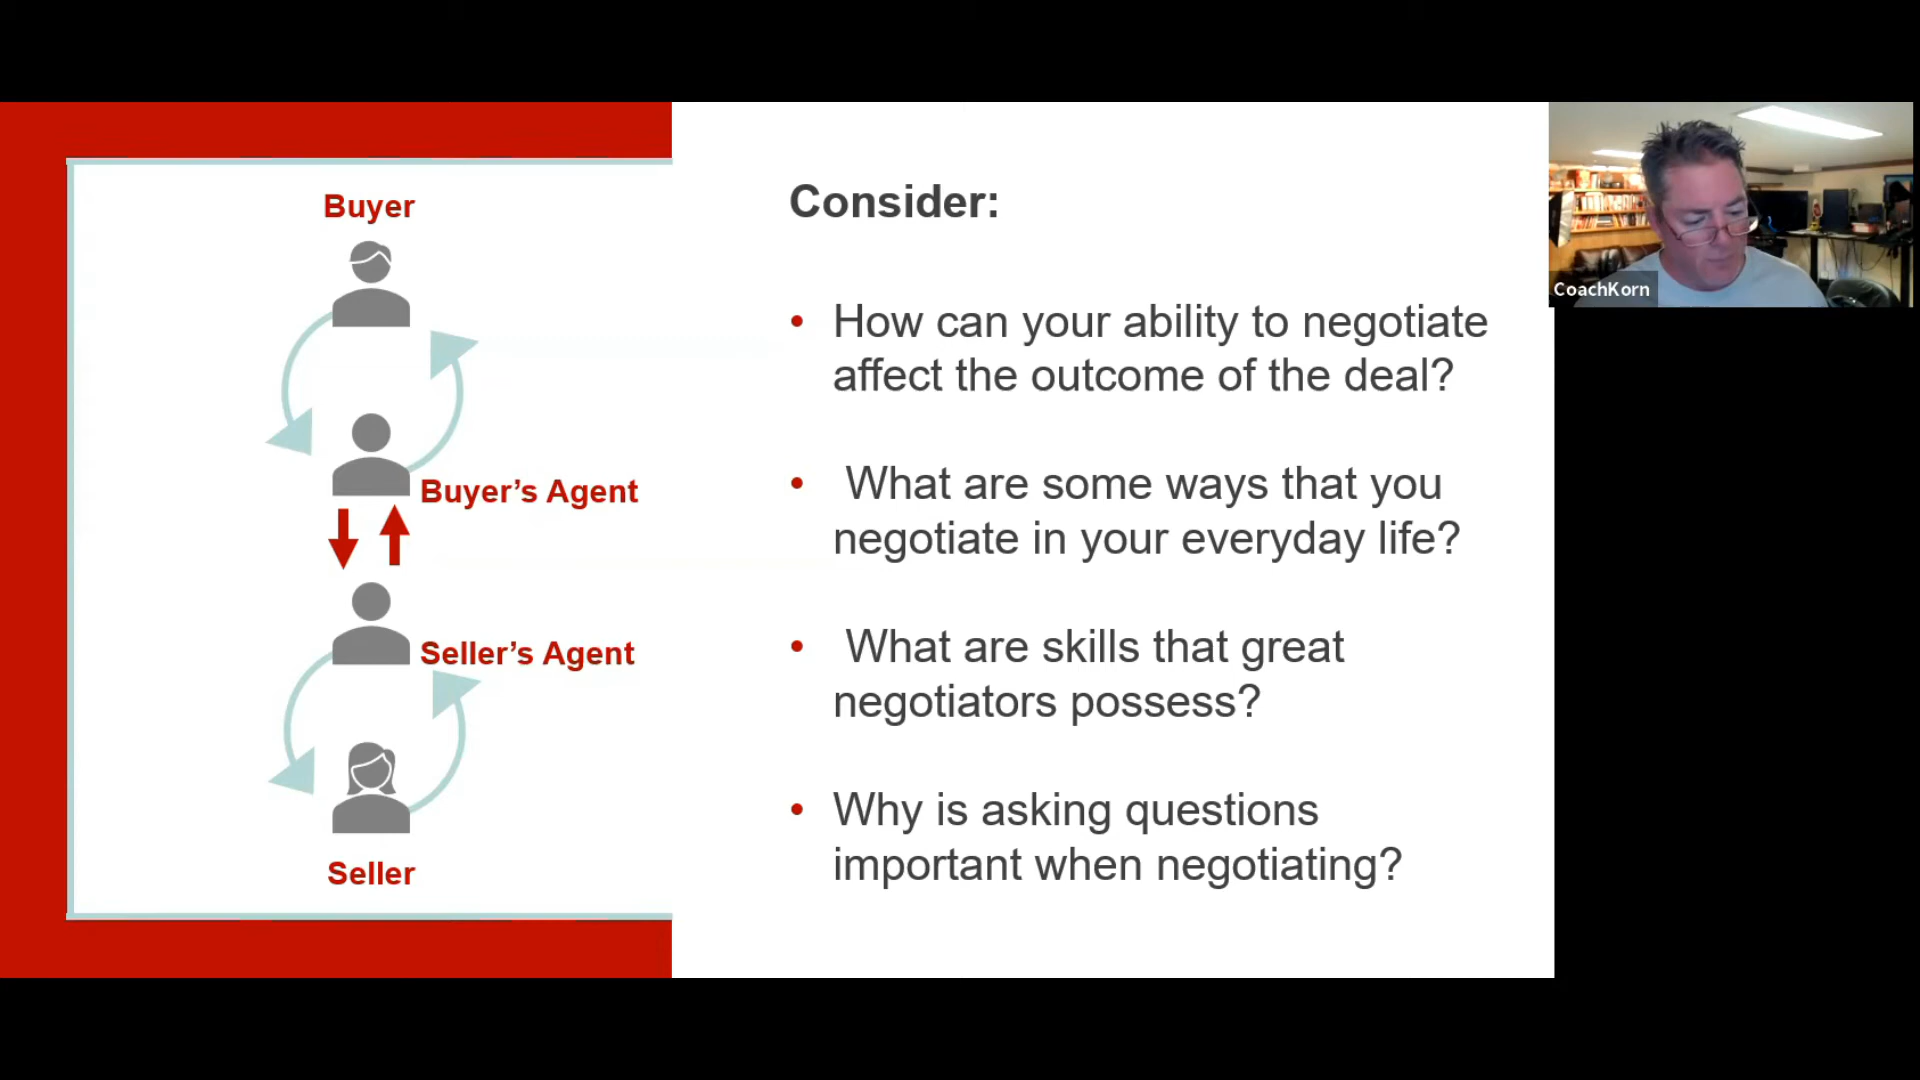 Buyer
Buyer’s Agent
Seller’s Agent
Seller
Consider:
• How can your ability to negotiate
affect the outcome of the deal?
• What are some ways that you
negotiate in your everyday life?
• What are skills that great
negotiators possess?
• Why is asking questions
important when negotiating?
CoachKorn